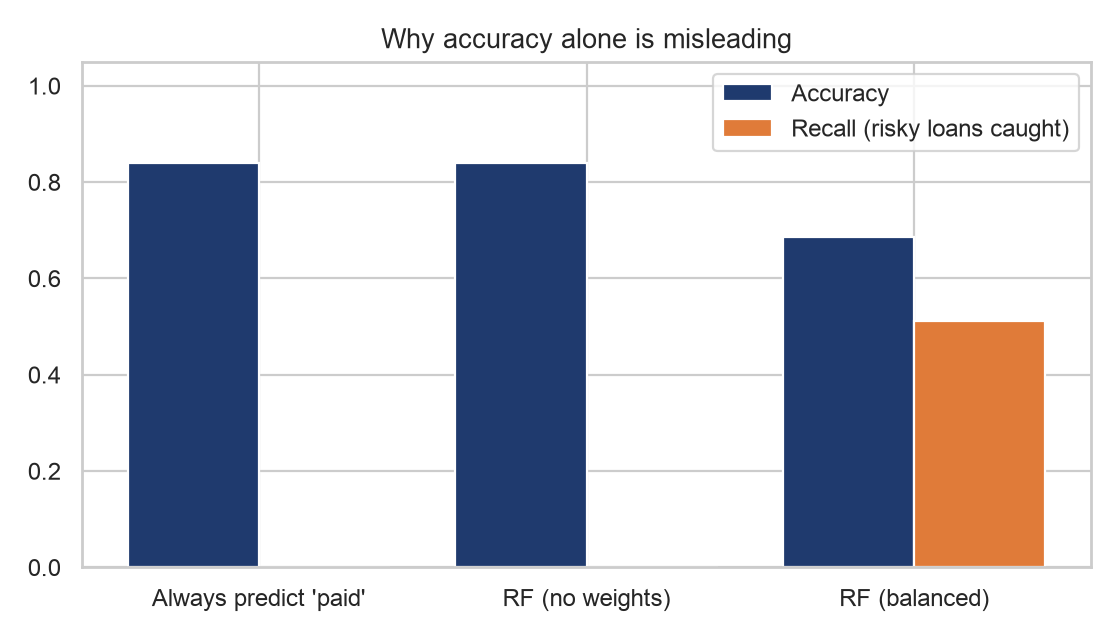 Why accuracy alone is misleading
Accuracy
Recall (risky loans caught)
1.0
0.8
0.6
0.4
0.2
0.0
Always predict 'paid'
RF (no weights)
RF (balanced)